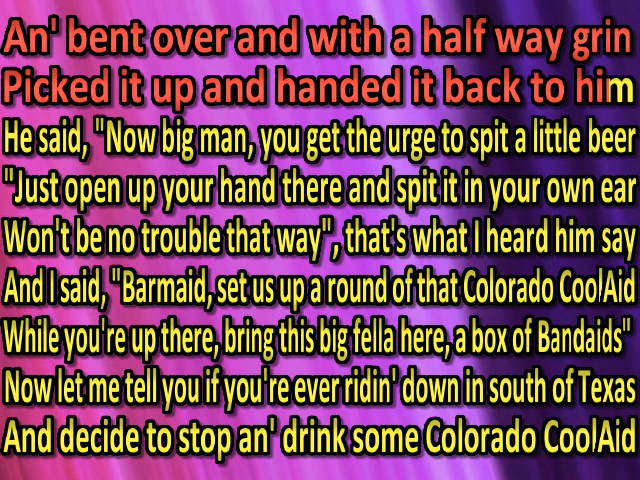 An' bent over and with a half way grin
Picked it up and handed it back to him
He said, "Now big man, you get the urge to spit a little beer
"Just open up your hand there and spit it in your own ear
Won't be no trouble that way", that's what I heard him say
And I said, "Barmaid, set us up a round of that Colorado CoolAid
While you're up there, bring this big fella here, a box of Bandaids"
Now let me tell you if you're ever ridin' down in south of Texas
And decide to stop an' drink some Colorado CoolAid